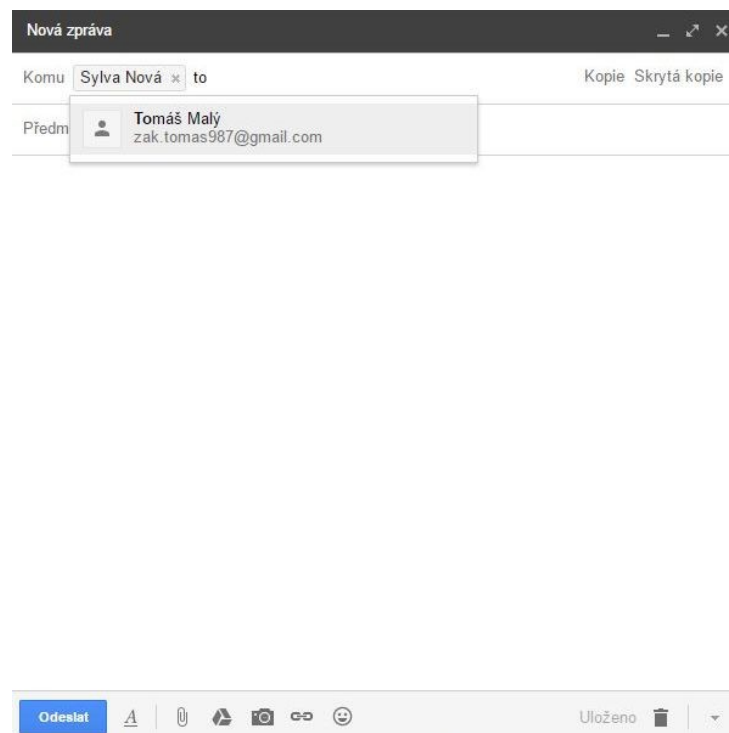 Nová zpráva
Komu Sylva Nová × to Kopie Skrytá kopie
Předm
Tomáš Malý
zak.tomas987@gmail.com
Odeslat A Uloženo